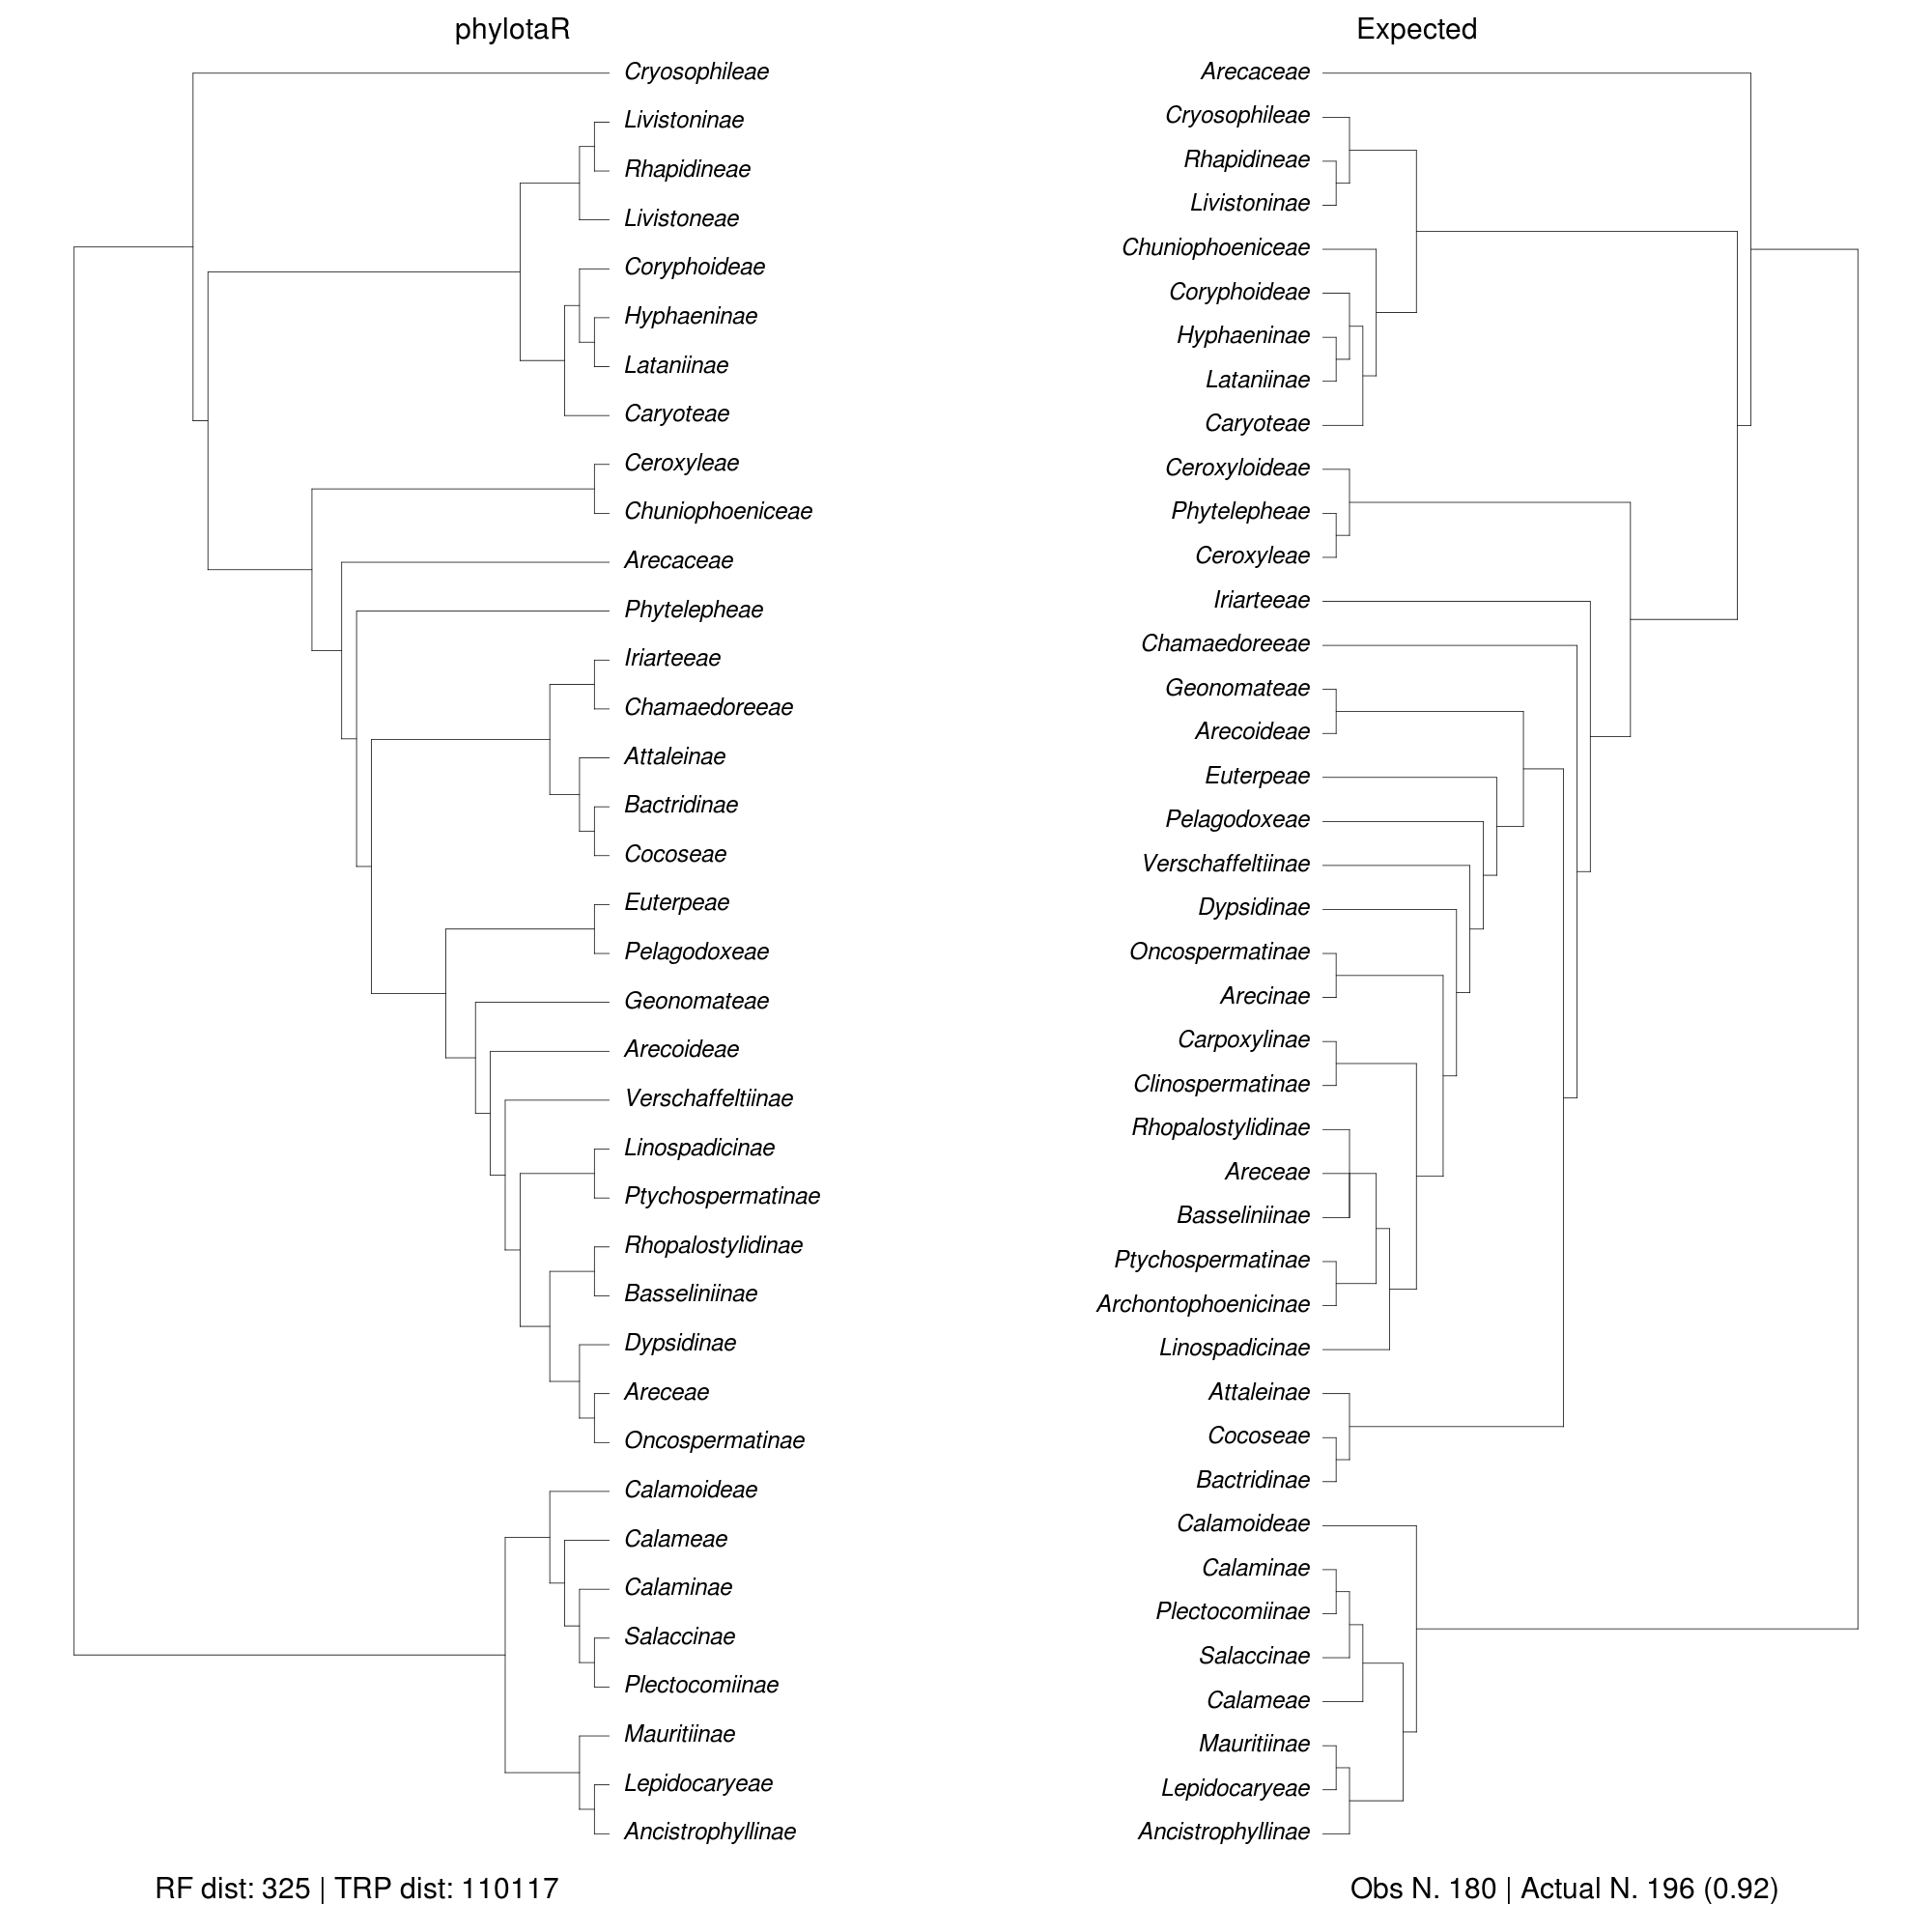 phylotaR
Cryosophileae
Livistoninae
Rhapidineae
Livistoneae
Coryphoideae
Hyphaeninae
Lataniinae
Caryoteae
Ceroxyleae
Chuniophoeniceae
Arecaceae
Phytelepheae
Iriarteeae
Chamaedoreeae
Attaleinae
Bactridinae
Cocoseae
Euterpeae
Pelagodoxeae
Geonomateae
Arecoideae
Verschaffeltiinae
Linospadicinae
Ptychospermatinae
Rhopalostylidinae
Basseliniinae
Dypsidinae
Areceae
Oncospermatinae
Calamoideae
Calameae
Calaminae
Salaccinae
Plectocomiinae
Mauritiinae
Lepidocaryeae
Ancistrophyllinae
RF dist: 325 | TRP dist: 110117
Expected
Arecaceae
Cryosophileae
Rhapidineae
Livistoninae
Chuniophoeniceae
Coryphoideae
Hyphaeninae
Lataniinae
Caryoteae
Ceroxyloideae
Phytelepheae
Ceroxyleae
Iriarteeae
Chamaedoreeae
Geonomateae
Arecoideae
Euterpeae
Pelagodoxeae
Verschaffeltiinae
Dypsidinae
Oncospermatinae
Arecinae
Carpoxylinae
Clinospermatinae
Rhopalostylidinae
Areceae
Basseliniinae
Ptychospermatinae
Archontophoenicinae
Linospadicinae
Attaleinae
Cocoseae
Bactridinae
Calamoideae
Calaminae
Plectocomiinae
Salaccinae
Calameae
Mauritiinae
Lepidocaryeae
Ancistrophyllinae
Obs N. 180 | Actual N. 196 (0.92)